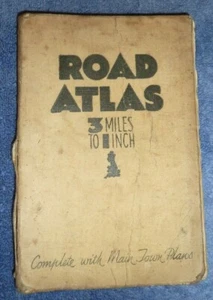 ROAD
ATLAS
3 MILES
TO 1 INCH
Complete with Main Town Plans